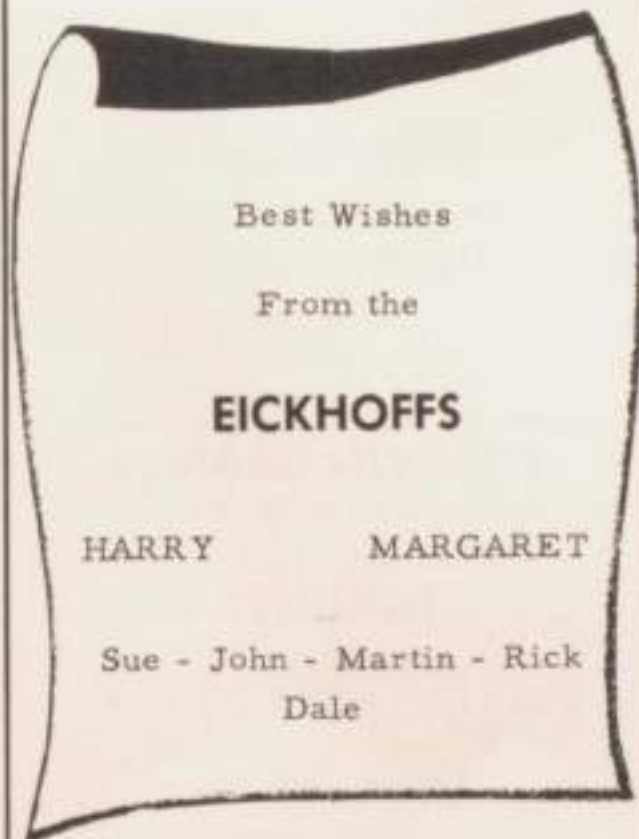 Best Wishes
From the
EICKHOFFS
HARRY MARGARET
Sue - John - Martin - Rick
Dale